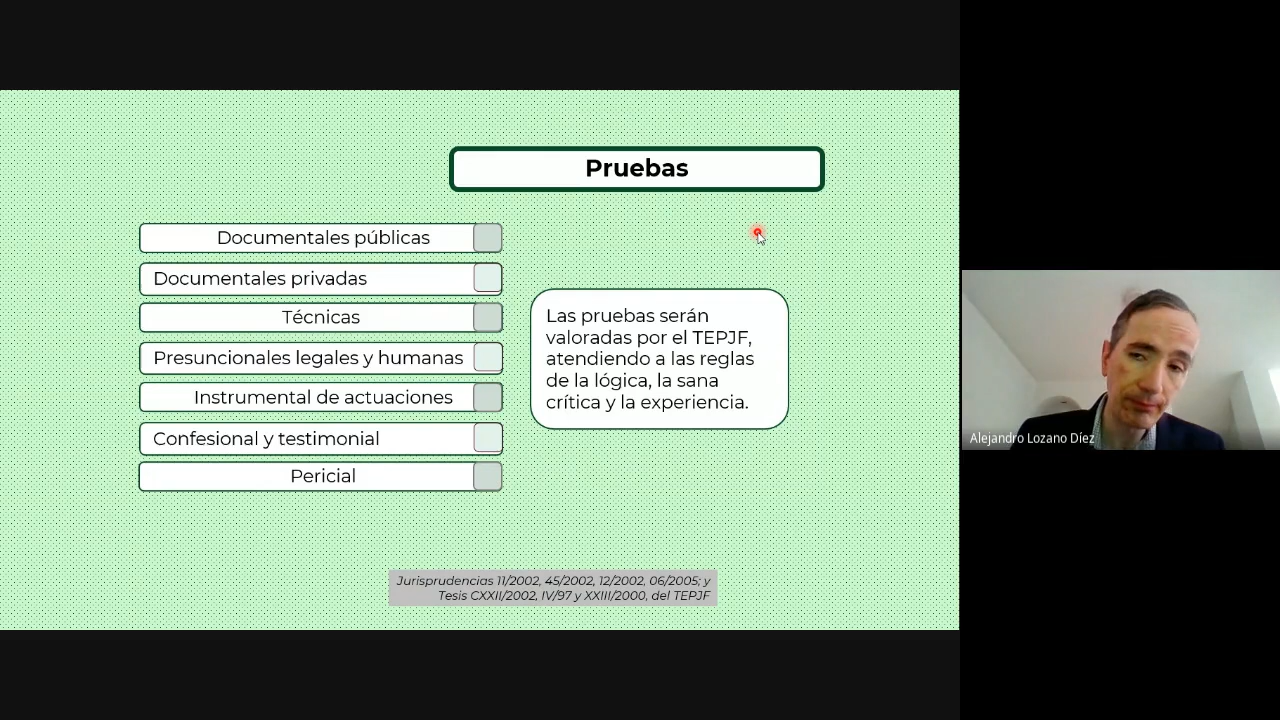 Pruebas
Documentales públicas
Documentales privadas
Técnicas
Presuncionales legales y humanas
Instrumental de actuaciones
Confesional y testimonial
Pericial
Las pruebas serán
valoradas por el TEPJF,
atendiendo a las reglas
de la lógica, la sana
crítica y la experiencia.
Jurisprudencias 11/2002, 45/2002, 12/2002, 06/2005; y
Tesis CXXII/2002, IV/97 y XXIII/2000, del TEPJF
Alejandro Lozano Díez